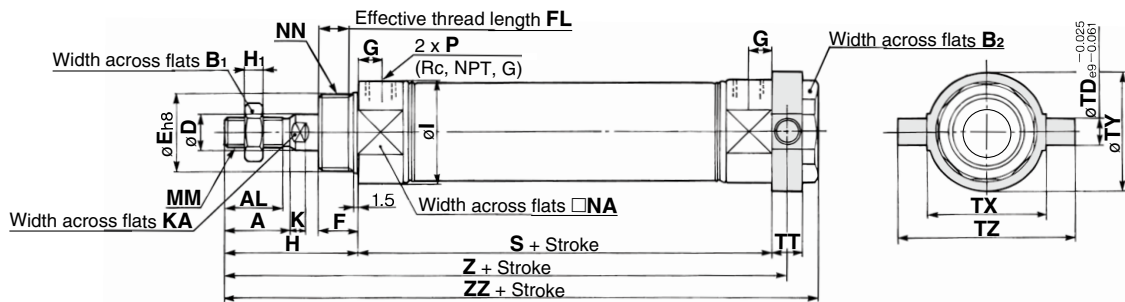 Effective thread length FL
NN
G
2 x P
(Rc, NPT, G)
G
Width across flats B2
Width across flats B1
H1
øEh8
øD
øI
øTDe9 −0.025 −0.061
øTY
MM
AL
A
K
F
1.5
Width across flats □NA
Width across flats KA
H
S + Stroke
TT
TX
TZ
Z + Stroke
ZZ + Stroke